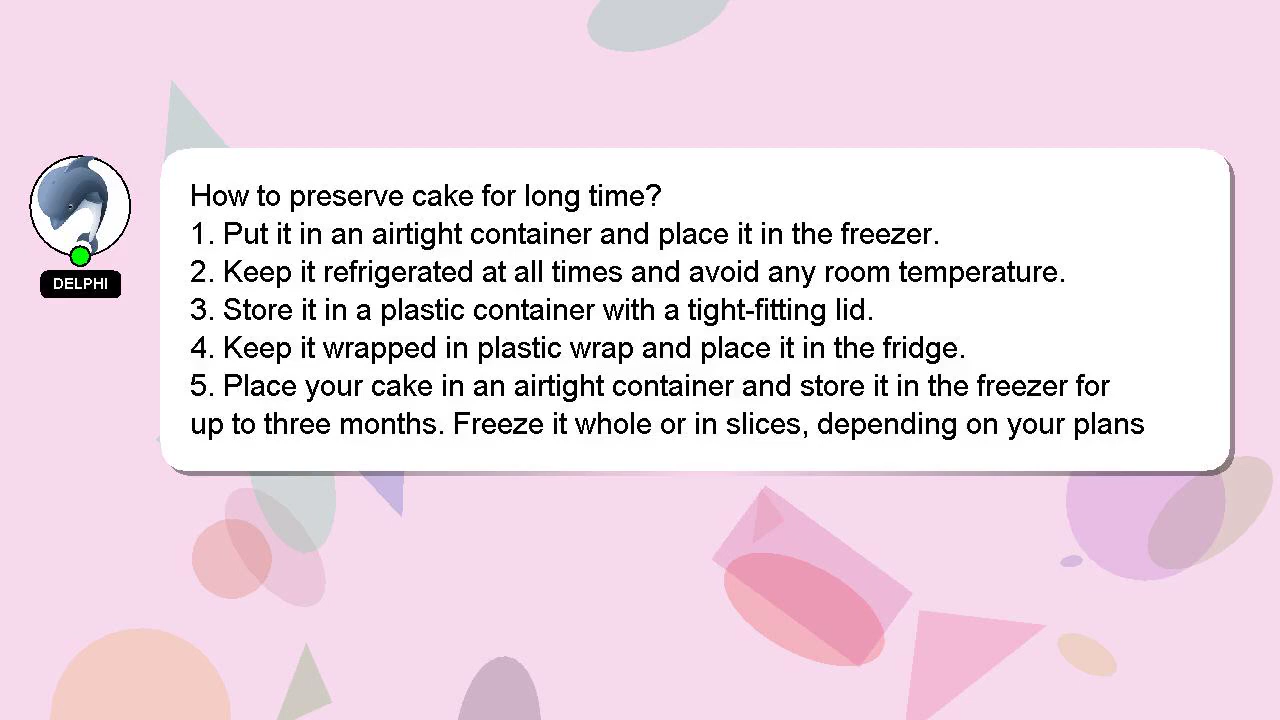 How to preserve cake for long time?
1. Put it in an airtight container and place it in the freezer.
2. Keep it refrigerated at all times and avoid any room temperature.
3. Store it in a plastic container with a tight-fitting lid.
4. Keep it wrapped in plastic wrap and place it in the fridge.
5. Place your cake in an airtight container and store it in the freezer for
up to three months. Freeze it whole or in slices, depending on your plans
DELPHI